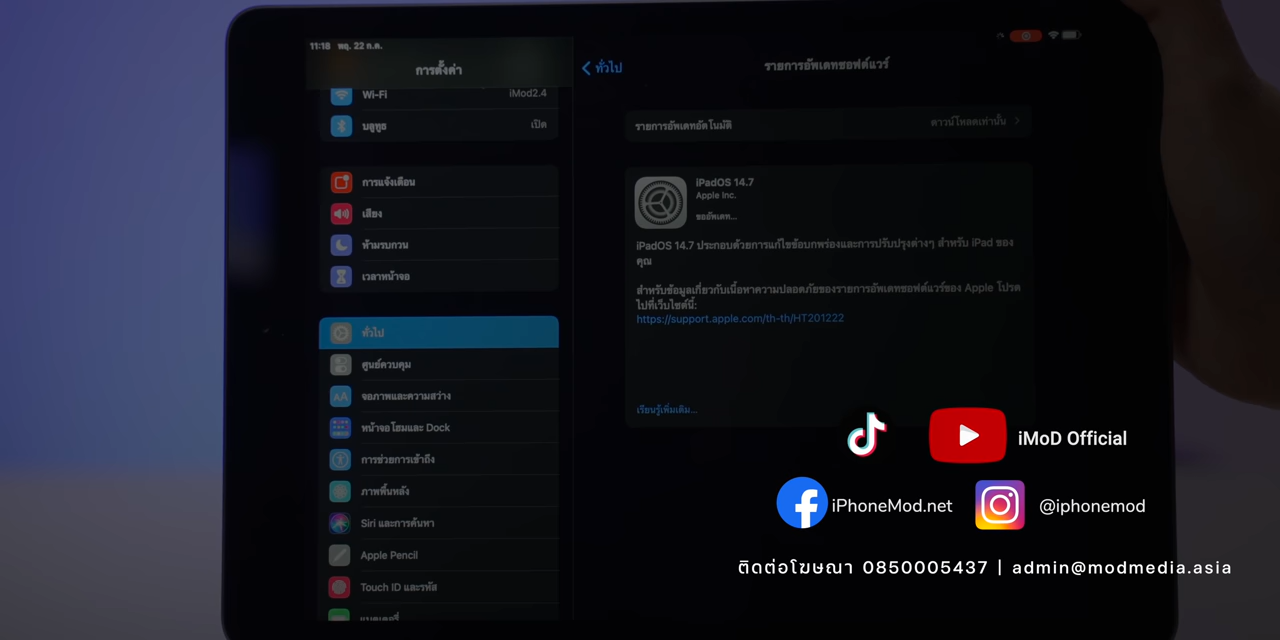 11:18 พฤ. 22 ก.ค.
การตั้งค่า
Wi-Fi iMod2.4
บลูทูธ เปิด
การแจ้งเตือน
เสียง
ห้ามรบกวน
เวลาหน้าจอ
ทั่วไป
ศูนย์ควบคุม
จอภาพและความสว่าง
หน้าจอโฮมและ Dock
การช่วยการเข้าถึง
ภาพพื้นหลัง
Siri และการค้นหา
Apple Pencil
Touch ID และรหัส
แบตเตอรี่
ทั่วไป
รายการอัพเดทซอฟต์แวร์
รายการอัพเดทอัตโนมัติ ดาวน์โหลดเท่านั้น
iPadOS 14.7
Apple Inc.
ขออัพเดท...
iPadOS 14.7 ประกอบด้วยการแก้ไขข้อบกพร่องและการปรับปรุงต่างๆ สำหรับ iPad ของ
คุณ
สำหรับข้อมูลเกี่ยวกับเนื้อหาความปลอดภัยของรายการอัพเดทซอฟต์แวร์ของ Apple โปรด
ไปที่เว็บไซต์นี้:
https://support.apple.com/th-th/HT201222
เรียนรู้เพิ่มเติม...
iMoD Official
iPhoneMod.net
@iphonemod
ติดต่อโฆษณา 0850005437 | admin@modmedia.asia